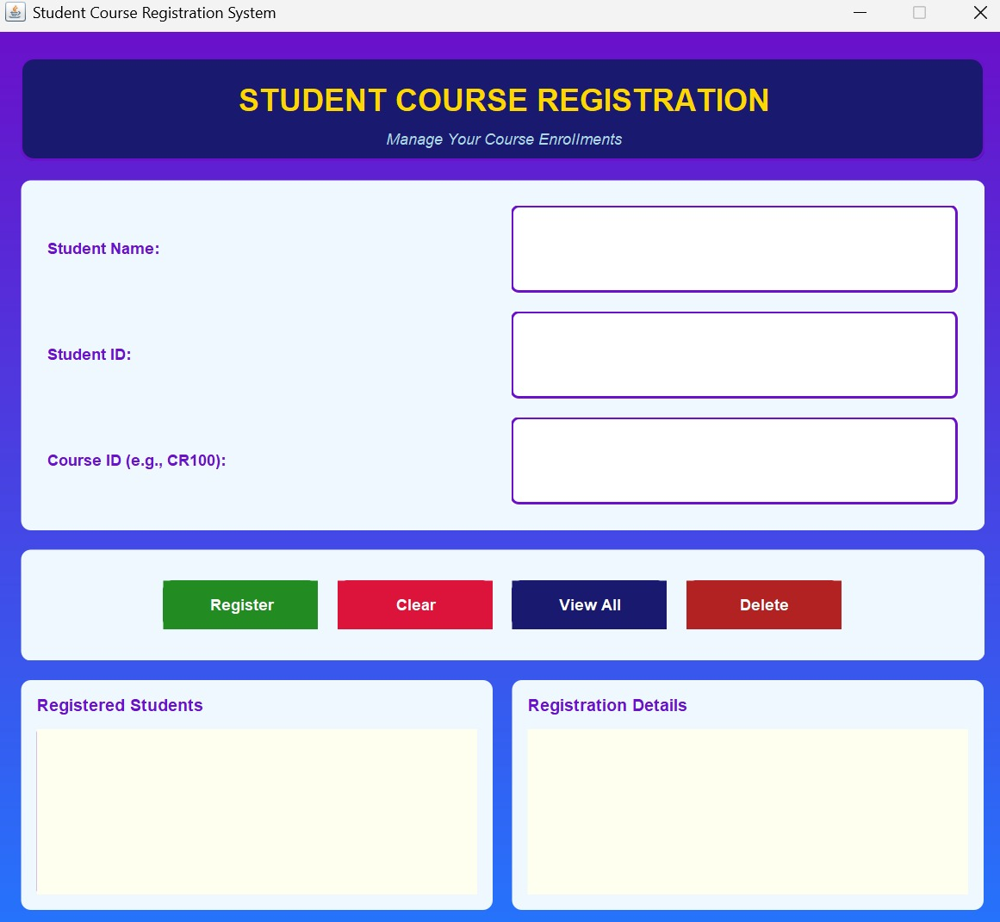 Student Course Registration System
STUDENT COURSE REGISTRATION
Manage Your Course Enrollments
Student Name:
Student ID:
Course ID (e.g., CR100):
Register
Clear
View All
Delete
Registered Students
Registration Details